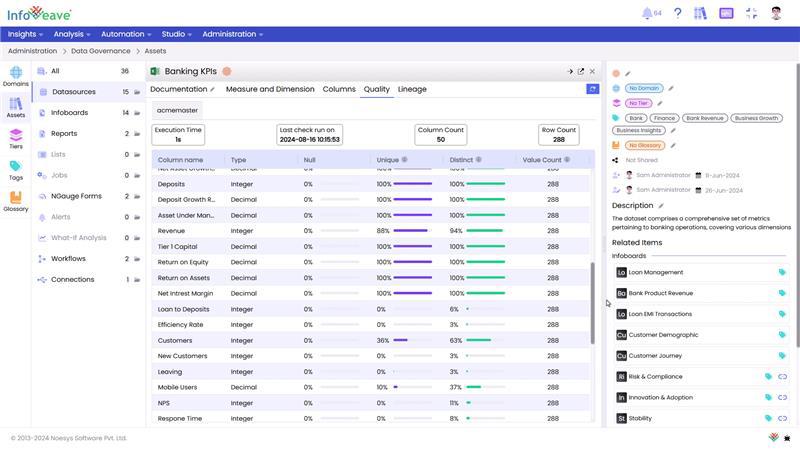 InfoVeave
64
Insights Analysis Automation Studio Administration
Administration > Data Governance > Assets
Domains
Assets
Tiers
Tags
Glossary
All 36
Datasources 15
Infoboards 14
Reports 2
Lists 0
Jobs 0
NGauge Forms 2
Alerts 0
What-If Analysis 0
Workflows 2
Connections 1
Banking KPIs
Documentation Measure and Dimension Columns Quality Lineage
acmemaster
Execution Time
1s
Last check run on
2024-08-16 10:15:53
Column Count
50
Row Count
288
Column name Type Null Unique Distinct Value Count
Net Asset Growth... Decimal 0% 100% 100% 288
Deposits Integer 0% 100% 100% 288
Deposit Growth R... Decimal 0% 100% 100% 288
Asset Under Man... Decimal 0% 100% 100% 288
Revenue Integer 0% 88% 94% 288
Tier 1 Capital Decimal 0% 100% 100% 288
Return on Equity Decimal 0% 100% 100% 288
Return on Assets Decimal 0% 100% 100% 288
Net Intrest Margin Decimal 0% 100% 100% 288
Loan to Deposits Integer 0% 0% 6% 288
Efficiency Rate Integer 0% 0% 3% 288
Customers Integer 0% 36% 63% 288
New Customers Integer 0% 0% 3% 288
Leaving Integer 0% 0% 3% 288
Mobile Users Decimal 0% 10% 37% 288
NPS Integer 0% 0% 11% 288
Respone Time Integer 0% 0% 8% 288
No Domain
No Tier
Bank Finance Bank Revenue Business Growth
Business Insights
No Glossary
Not Shared
Sam Administrator 11-Jun-2024
Sam Administrator 26-Jun-2024
Description
The dataset comprises a comprehensive set of metrics
pertaining to banking operations, covering various dimensions
Related Items
Infoboards
Lo Loan Management
Ba Bank Product Revenue
Lo Loan EMI Transactions
Cu Customer Demographic
Cu Customer Journey
Ri Risk & Compliance
In Innovation & Adoption
St Stability
© 2013-2024 Noesys Software Pvt. Ltd.